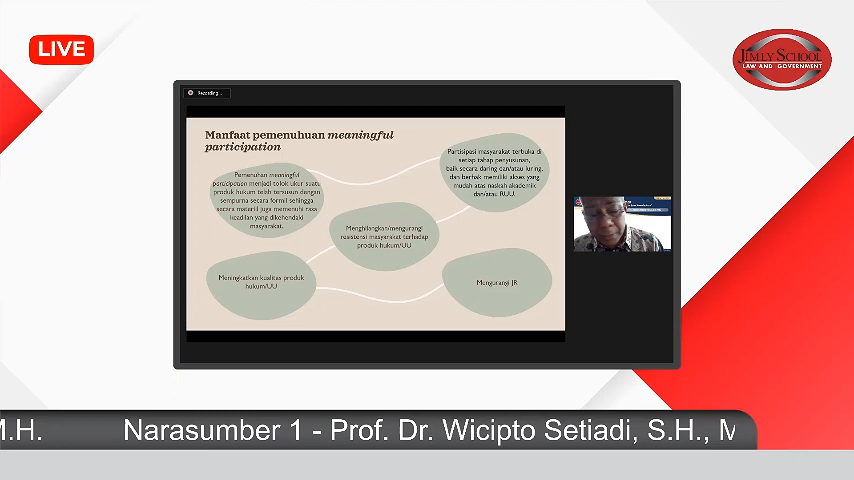 LIVE
JIMLY SCHOOL
LAW AND GOVERNMENT
Recording...
Manfaat pemenuhuan meaningful
participation
Pemenuhan meaningful
participation menjadi tolok ukur suatu
produk hukum telah tersusun dengan
sempurna secara formil sehingga
secara materil juga memenuhi rasa
keadilan yang dikehendaki
masyarakat.
Partisipasi masyarakat terbuka di
setiap tahap penyusunan,
baik secara daring dan/atau luring,
dan berhak memiliki akses yang
mudah atas naskah akademik
dan/atau RUU.
Menghilangkan/mengurangi
resistensi masyarakat terhadap
produk hukum/UU
Meningkatkan kualitas produk
hukum/UU
Mengurangi JR
M.H. Narasumber 1 - Prof. Dr. Wicipto Setiadi, S.H., M